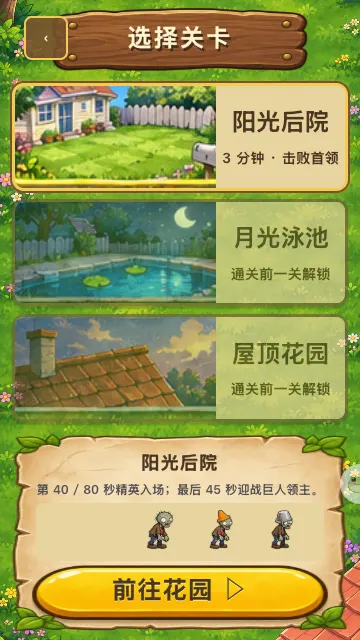 选择关卡
阳光后院
3 分钟 · 击败首领
月光泳池
通关前一关解锁
屋顶花园
通关前一关解锁
阳光后院
第 40 / 80 秒精英入场；最后 45 秒迎战巨人领主。
前往花园 ▷